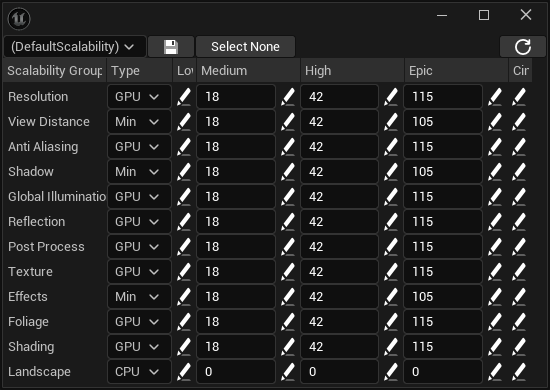 (DefaultScalability) Select None
Scalability Group Type Lov Medium High Epic Cin
Resolution GPU 18 42 115
View Distance Min 18 42 105
Anti Aliasing GPU 18 42 115
Shadow Min 18 42 105
Global Illuminatio GPU 18 42 115
Reflection GPU 18 42 115
Post Process GPU 18 42 115
Texture GPU 18 42 115
Effects Min 18 42 105
Foliage GPU 18 42 115
Shading GPU 18 42 115
Landscape CPU 0 0 0